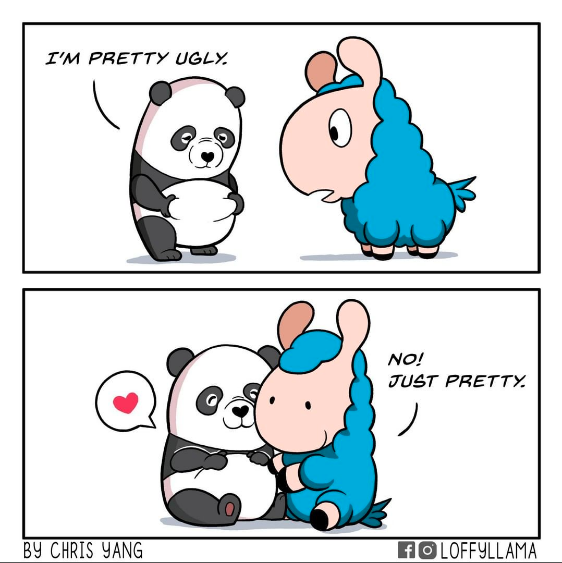 I'M PRETTY UGLY.
NO!
JUST PRETTY.
BY CHRIS YANG
LOFFYLLAMA